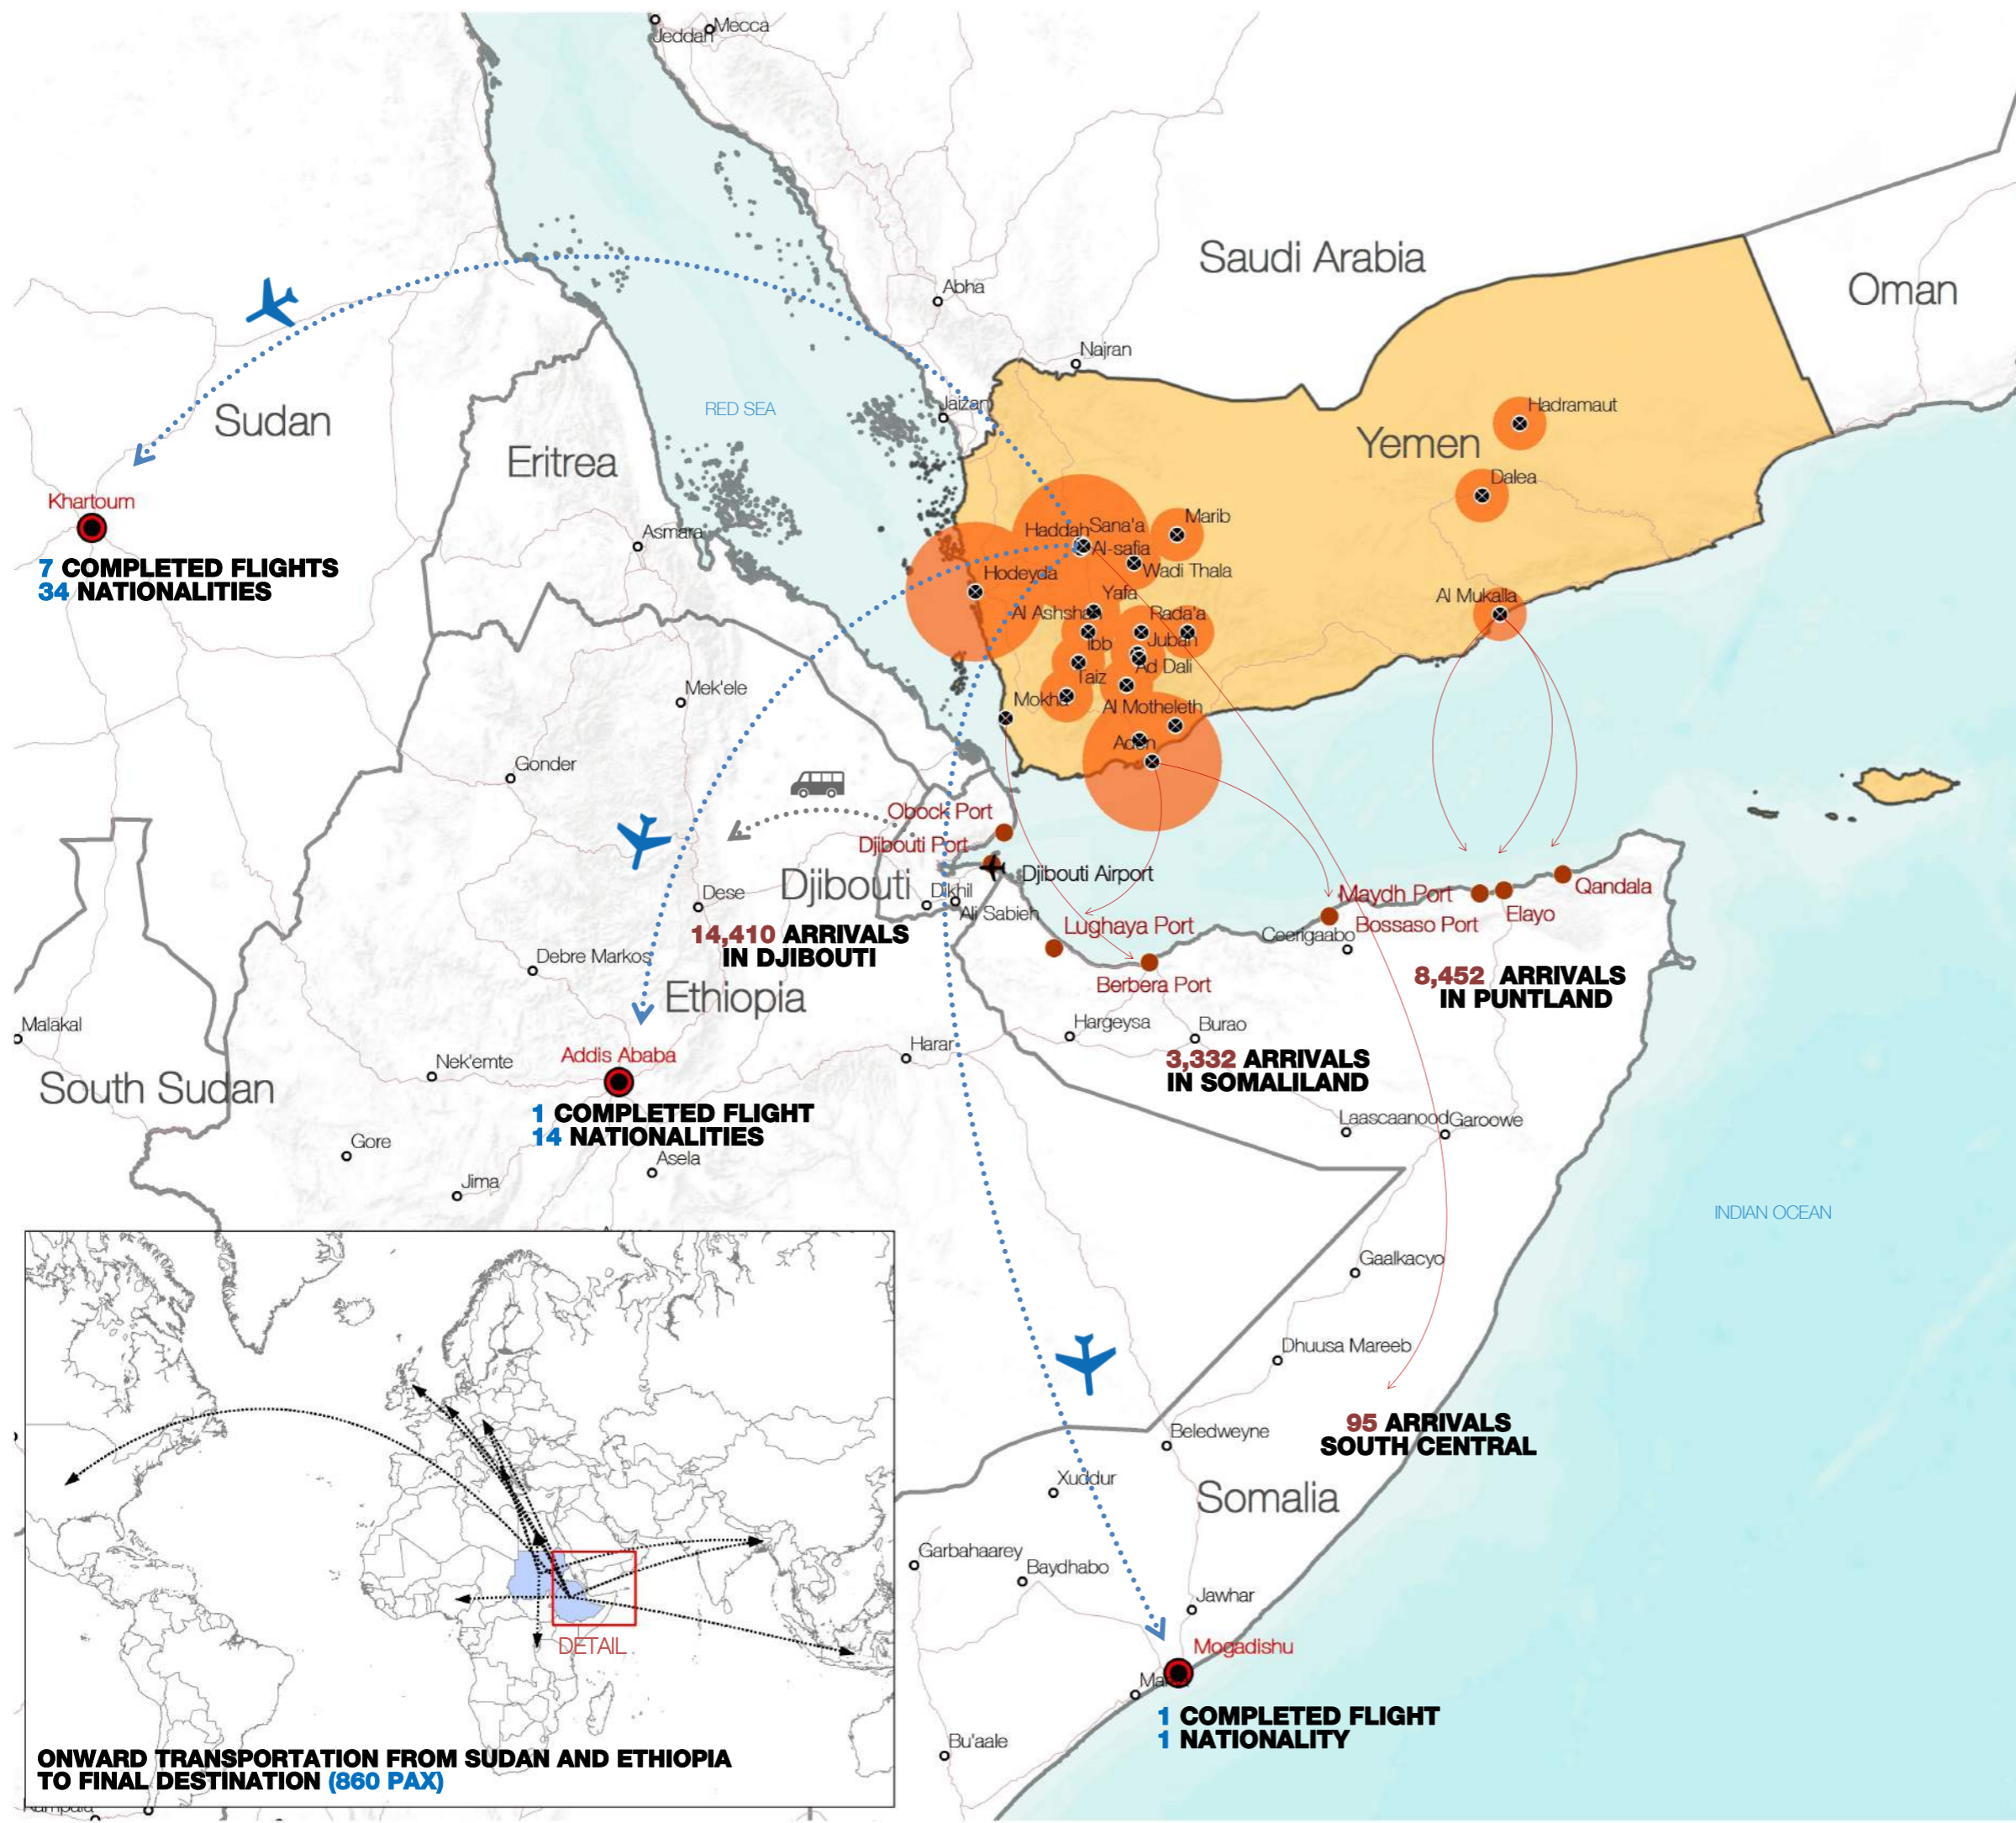 Jeddah
Mecca
Saudi Arabia
Oman
Abha
Najran
Jaizan
RED SEA
Sudan
Eritrea
Yemen
Hadramaut
Dalea
Khartoum
7 COMPLETED FLIGHTS
34 NATIONALITIES
Asmara
Haddah
Sana'a
Marib
Al-safia
Wadi Thala
Hodeyda
Yafa
Al Ashshah
Rada'a
Ibb
Juban
Ad Dali
Taiz
Al Mukalla
Mokha
Al Motheleth
Aden
Mek'ele
Gonder
Obock Port
Djibouti Port
Djibouti Airport
Djibouti
Dikhil
Ali Sabieh
Dese
14,410 ARRIVALS
IN DJIBOUTI
Debre Markos
Ethiopia
Lughaya Port
Berbera Port
Maydh Port
Bossaso Port
Elayo
Qandala
Ceerigaabo
8,452 ARRIVALS
IN PUNTLAND
Hargeysa
Burao
3,332 ARRIVALS
IN SOMALILAND
Malakal
South Sudan
Nek'emte
Addis Ababa
Harar
1 COMPLETED FLIGHT
14 NATIONALITIES
Gore
Jima
Asela
Laascaanood
Garoowe
INDIAN OCEAN
Gaalkacyo
Dhuusa Mareeb
95 ARRIVALS
SOUTH CENTRAL
Beledweyne
Xuddur
Somalia
Garbahaarey
Baydhabo
Jawhar
Mogadishu
1 COMPLETED FLIGHT
1 NATIONALITY
Bu'aale
DETAIL
ONWARD TRANSPORTATION FROM SUDAN AND ETHIOPIA
TO FINAL DESTINATION (860 PAX)